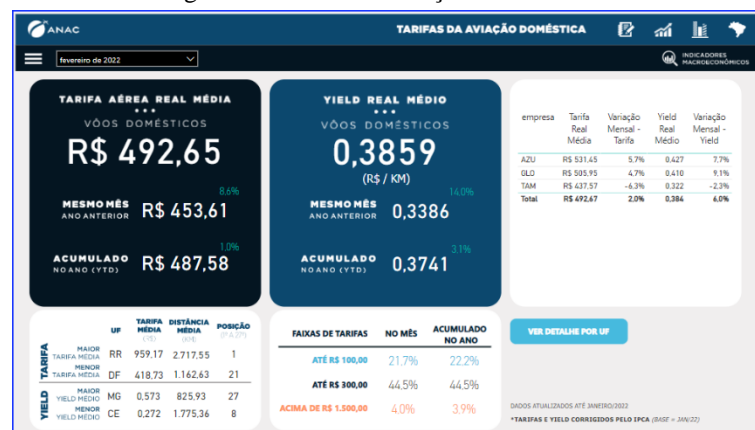 ANAC
TARIFAS DA AVIAÇÃO DOMÉSTICA
fevereiro de 2022
INDICADORES
MACROECONÔMICOS
TARIFA AÉREA REAL MÉDIA
VÔOS DOMÉSTICOS
R$ 492,65
8,6%
MESMO MÊS
ANO ANTERIOR
R$ 453,61
1,0%
ACUMULADO
NO ANO (YTD)
R$ 487,58
YIELD REAL MÉDIO
VÔOS DOMÉSTICOS
0,3859
(R$ / KM)
14,0%
MESMO MÊS
ANO ANTERIOR
0,3386
3,1%
ACUMULADO
NO ANO (YTD)
0,3741
empresa Tarifa Real Média Variação Mensal - Tarifa Yield Real Médio Variação Mensal - Yield
AZU R$ 531,45 5,7% 0,427 7,7%
GLO R$ 505,95 4,7% 0,410 9,1%
TAM R$ 437,57 -6,3% 0,322 -2,3%
Total R$ 492,67 2,0% 0,384 6,0%
UF TARIFA MÉDIA (R$) DISTÂNCIA MÉDIA (KM) POSIÇÃO (1ª A 27ª)
TARIFA
MAIOR TARIFA MÉDIA RR 959,17 2.717,55 1
MENOR TARIFA MÉDIA DF 418,73 1.162,63 21
YIELD
MAIOR YIELD MÉDIO MG 0,573 825,93 27
MENOR YIELD MÉDIO CE 0,272 1.775,36 8
FAIXAS DE TARIFAS NO MÊS ACUMULADO NO ANO
ATÉ R$ 100,00 21.7% 22.2%
ATÉ R$ 300,00 44.5% 44,5%
ACIMA DE R$ 1.500,00 4.0% 3.9%
VER DETALHE POR UF
DADOS ATUALIZADOS ATÉ JANEIRO/2022
*TARIFAS E YIELD CORRIGIDOS PELO IPCA (BASE = JAN/22)